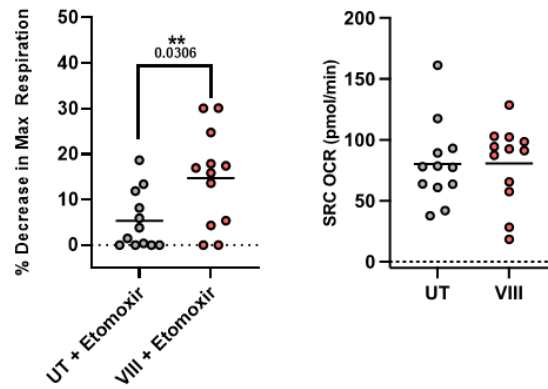 % Decrease in Max Respiration
50
40
30
20
10
0
**
0.0306
UT + Etomoxir
VIII + Etomoxir
SRC OCR (pmol/min)
200
150
100
50
0
UT
VIII